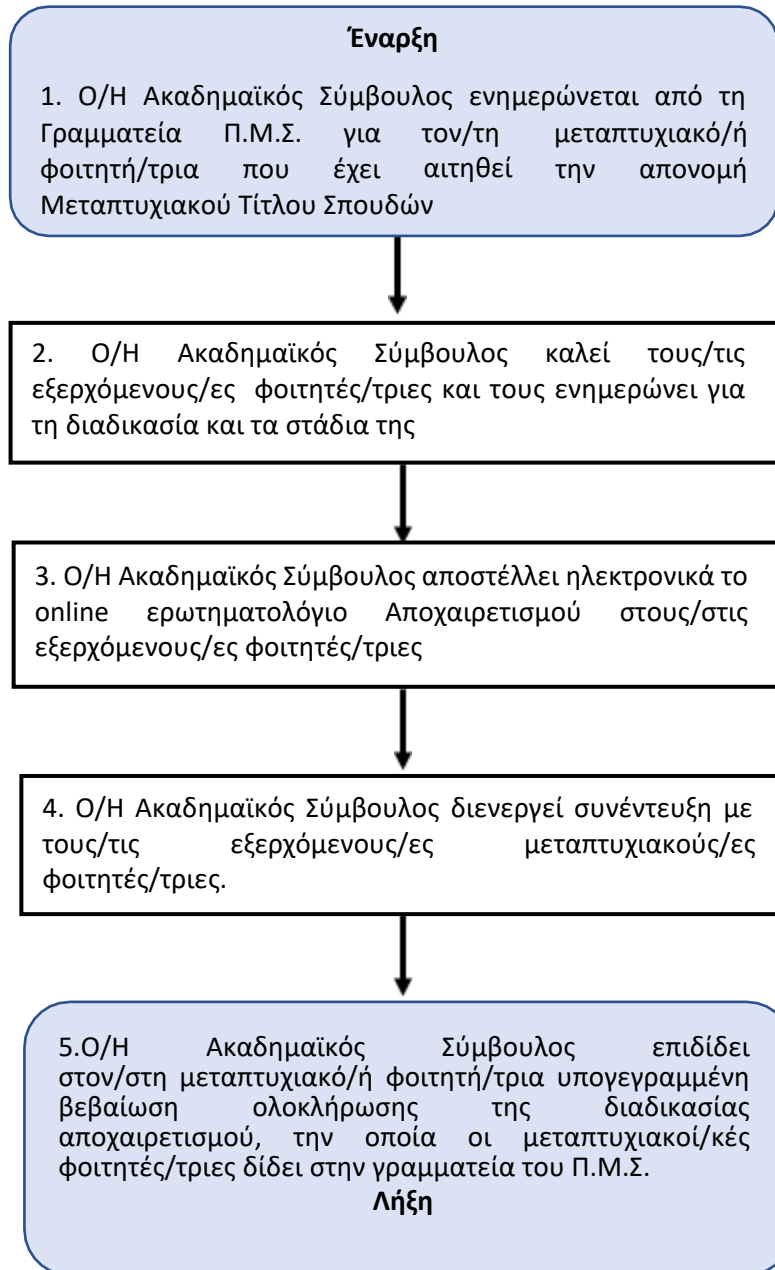 Έναρξη
1. Ο/Η Ακαδημαϊκός Σύμβουλος ενημερώνεται από τη
Γραμματεία Π.Μ.Σ. για τον/τη μεταπτυχιακό/ή
φοιτητή/τρια που έχει αιτηθεί την απονομή
Μεταπτυχιακού Τίτλου Σπουδών
2. Ο/Η Ακαδημαϊκός Σύμβουλος καλεί τους/τις
εξερχόμενους/ες φοιτητές/τριες και τους ενημερώνει για
τη διαδικασία και τα στάδια της
3. Ο/Η Ακαδημαϊκός Σύμβουλος αποστέλλει ηλεκτρονικά το
online ερωτηματολόγιο Αποχαιρετισμού στους/στις
εξερχόμενους/ες φοιτητές/τριες
4. Ο/Η Ακαδημαϊκός Σύμβουλος διενεργεί συνέντευξη με
τους/τις εξερχόμενους/ες μεταπτυχιακούς/ες
φοιτητές/τριες.
5.Ο/Η Ακαδημαϊκός Σύμβουλος επιδίδει
στον/στη μεταπτυχιακό/ή φοιτητή/τρια υπογεγραμμένη
βεβαίωση ολοκλήρωσης της διαδικασίας
αποχαιρετισμού, την οποία οι μεταπτυχιακοί/κές
φοιτητές/τριες δίδει στην γραμματεία του Π.Μ.Σ.
Λήξη